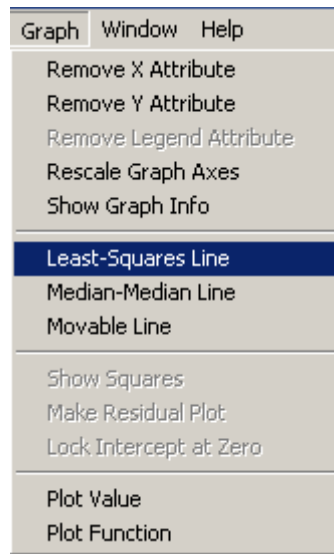 Graph Window Help
Remove X Attribute
Remove Y Attribute
Remove Legend Attribute
Rescale Graph Axes
Show Graph Info
Least-Squares Line
Median-Median Line
Movable Line
Show Squares
Make Residual Plot
Lock Intercept at Zero
Plot Value
Plot Function